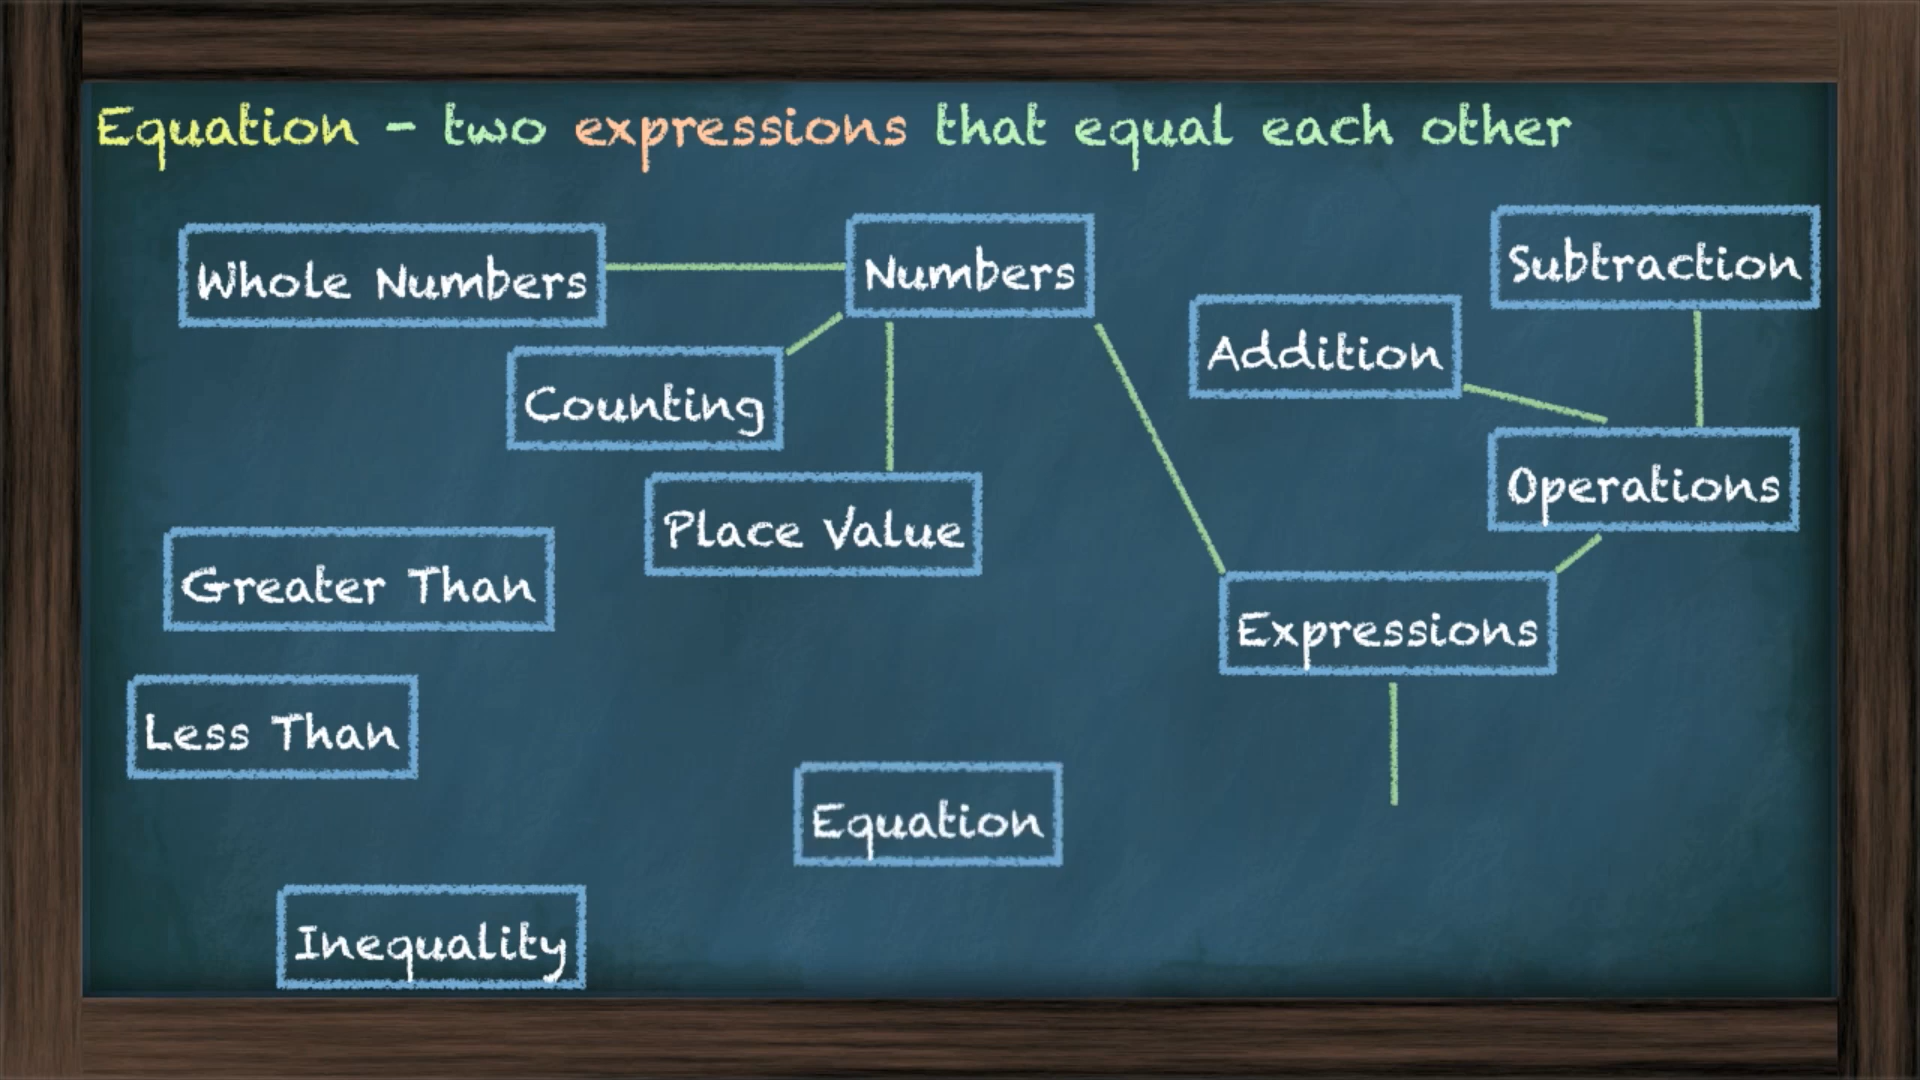 Equation - two expressions that equal each other
Whole Numbers
Numbers
Subtraction
Addition
Counting
Operations
Place Value
Greater Than
Expressions
Less Than
Equation
Inequality